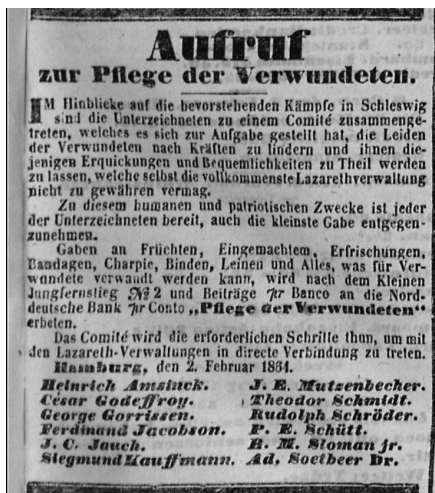 Aufruf
zur Pflege der Verwundeten.
IM Hinblicke auf die bevorstehenden Kämpfe in Schleswig
sind die Unterzeichneten zu einem Comité zusammenge-
treten, welches es sich zur Aufgabe gestellt hat, die Leiden
der Verwundeten nach Kräften zu lindern und ihnen die-
jenigen Erquickungen und Bequemlichkeiten zu Theil werden
zu lassen, welche selbst die vollkommenste Lazarethverwaltung
nicht zu gewähren vermag.
Zu diesem humanen und patriotischen Zwecke ist jeder
der Unterzeichneten bereit, auch die kleinste Gabe entgegen-
zunehmen.
Gaben an Früchten, Eingemachtem, Erfrischungen,
Bandagen, Charpie, Binden, Leinen und Alles, was für Ver-
wundete verwandt werden kann, wird nach dem Kleinen
Jungfernstieg № 2 und Beiträge pr Banco an die Nord-
deutsche Bank pr Conto „Pflege der Verwundeten"
erbeten.
Das Comité wird die erforderlichen Schritte thun, um mit
den Lazareth-Verwaltungen in directe Verbindung zu treten.
Hamburg, den 2. Februar 1864.
Heinrich Amsinck. J. E. Mutzenbecher.
César Godeffroy. Theodor Schmidt.
George Gorrissen. Rudolph Schröder.
Ferdinand Jacobson. P. E. Schütt.
J. C. Jauch. R. M. Sloman jr.
Siegmund Kauffmann. Ad. Soetbeer Dr.